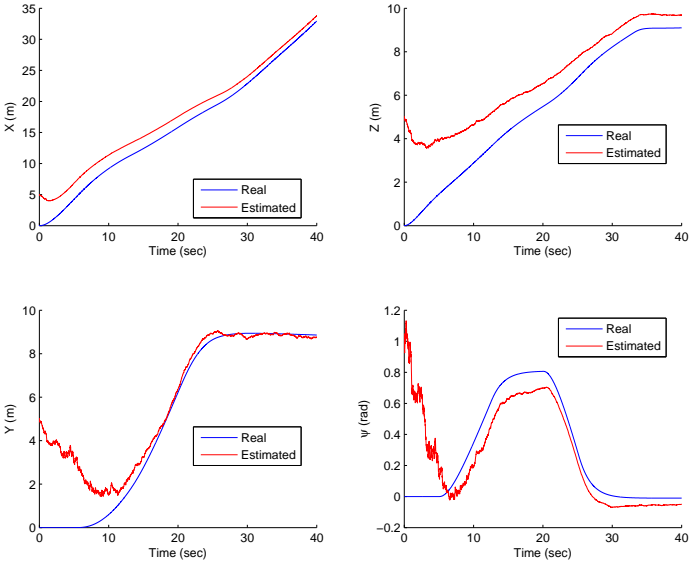 35
30
25
20
15
10
5
0
X (m)
0 10 20 30 40
Time (sec)
Real
Estimated
10
8
6
4
2
0
Z (m)
0 10 20 30 40
Time (sec)
Real
Estimated
10
8
6
4
2
0
Y (m)
0 10 20 30 40
Time (sec)
Real
Estimated
1.2
1
0.8
0.6
0.4
0.2
0
−0.2
ψ (rad)
0 10 20 30 40
Time (sec)
Real
Estimated